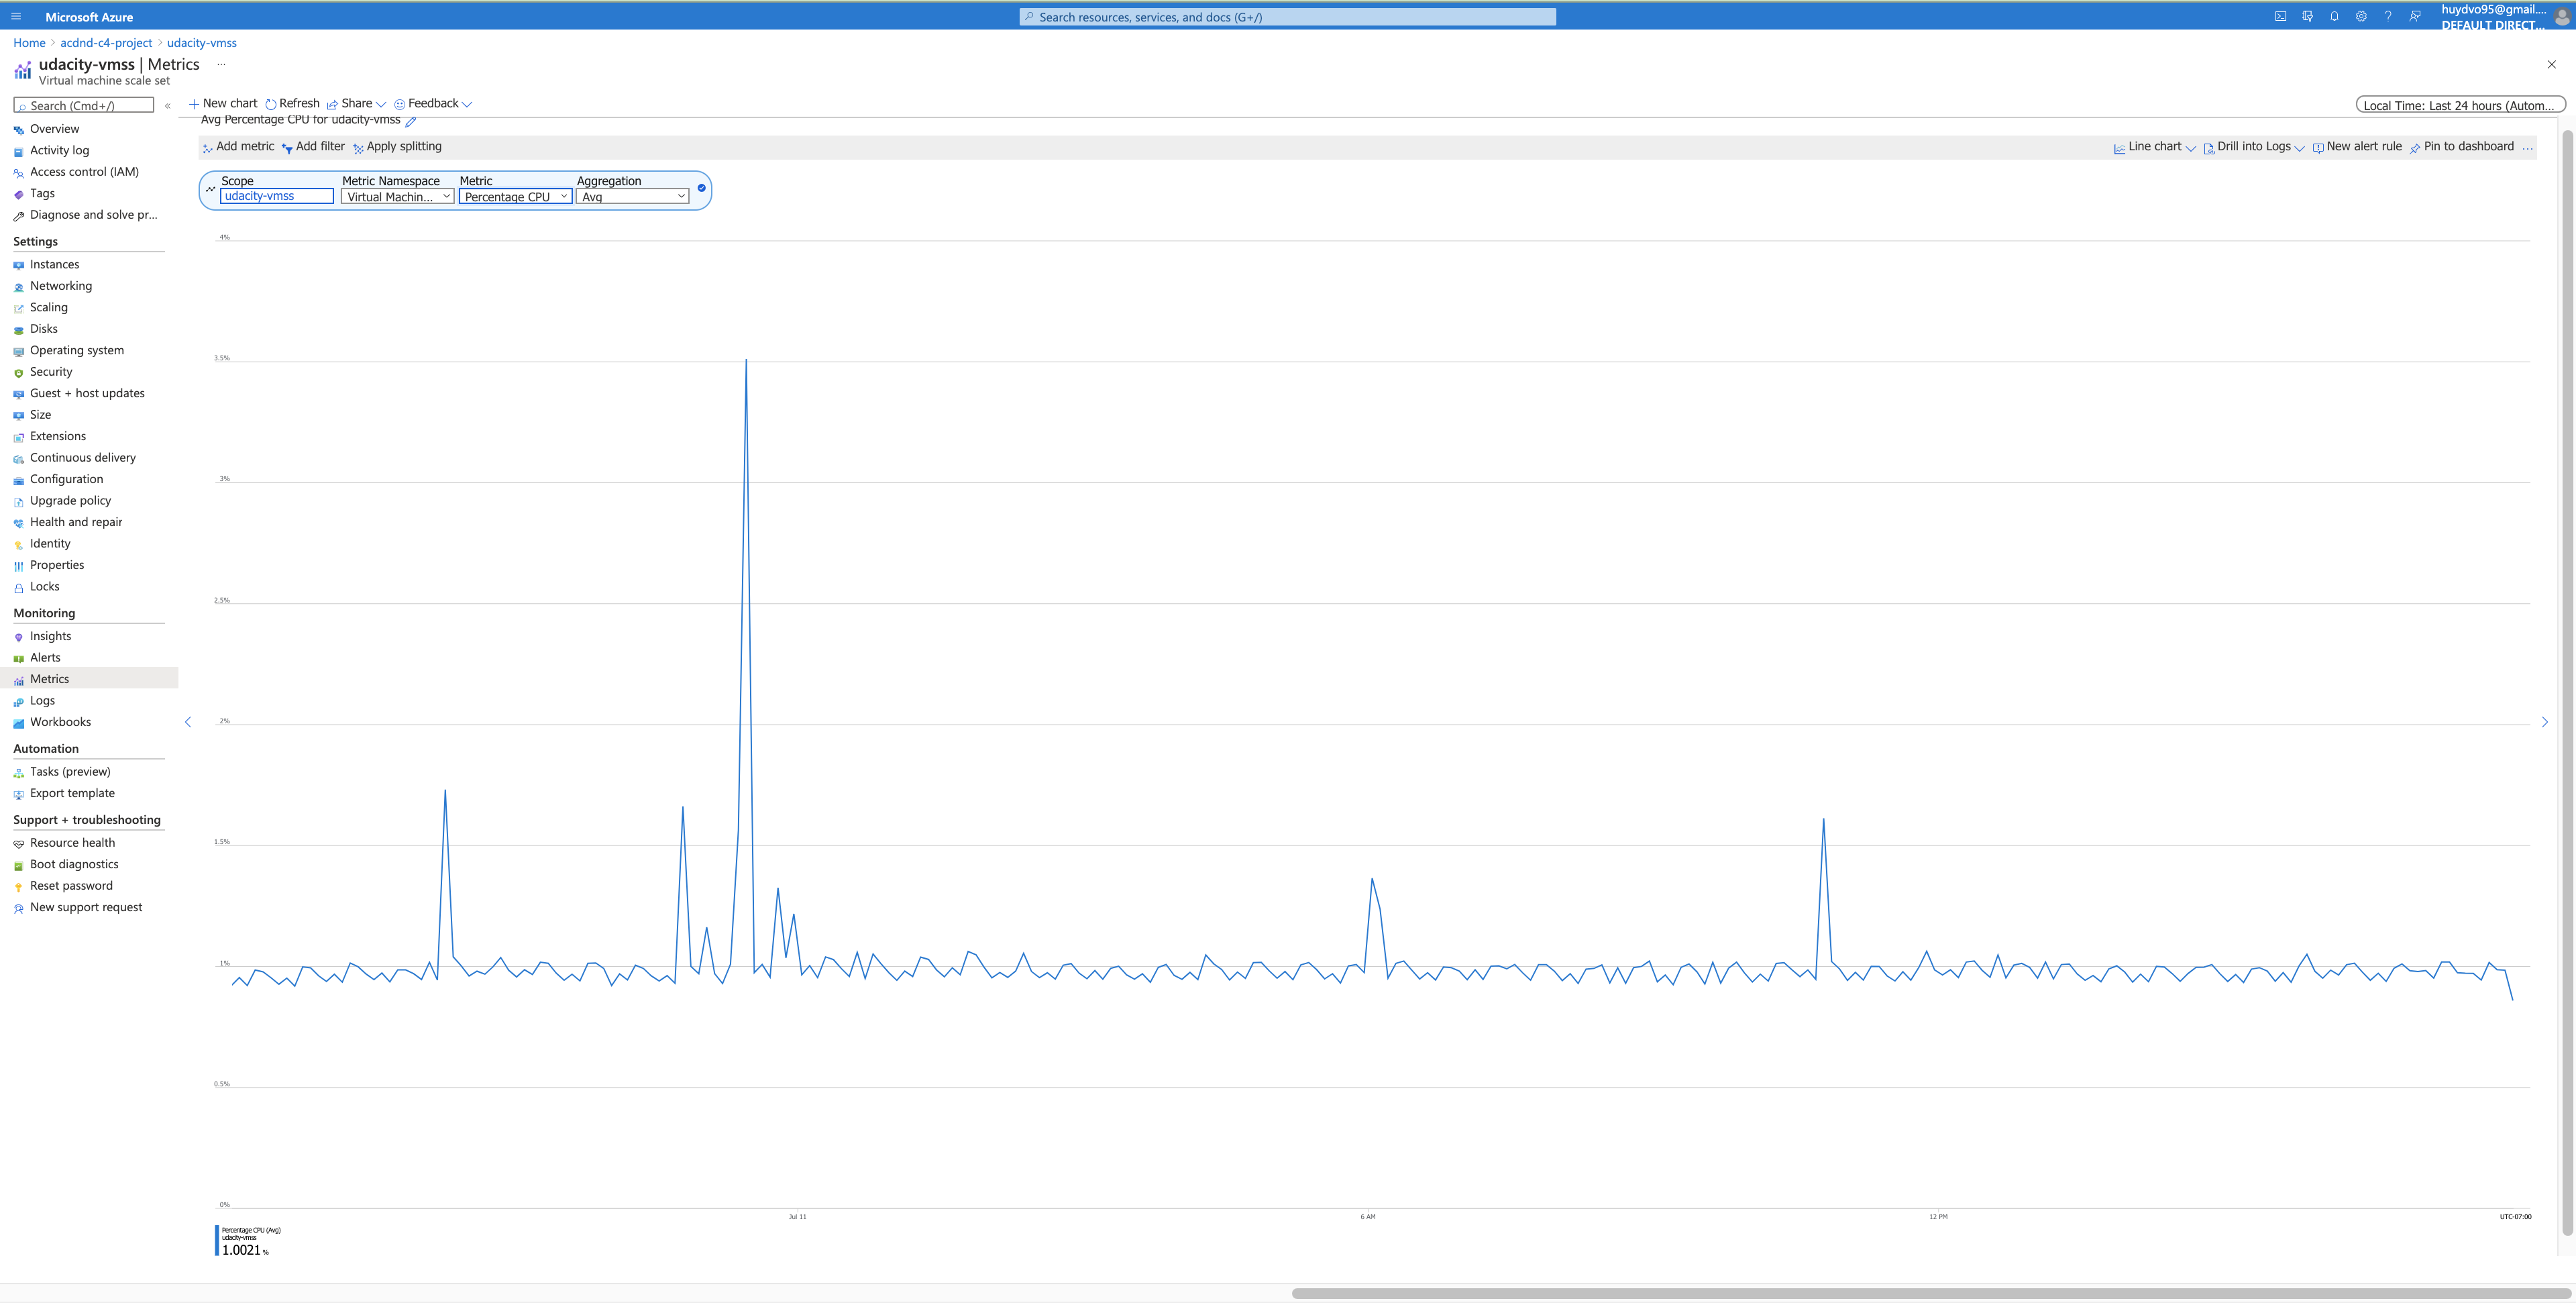 Microsoft Azure
Search resources, services, and docs (G+/)
huydvo95@gmail....
DEFAULT DIRECT...
Home > acdnd-c4-project > udacity-vmss
udacity-vmss | Metrics ...
Virtual machine scale set
Search (Cmd+/) «
New chart Refresh Share Feedback
Local Time: Last 24 hours (Autom...
Overview
Activity log
Access control (IAM)
Tags
Diagnose and solve pr...
Settings
Instances
Networking
Scaling
Disks
Operating system
Security
Guest + host updates
Size
Extensions
Continuous delivery
Configuration
Upgrade policy
Health and repair
Identity
Properties
Locks
Monitoring
Insights
Alerts
Metrics
Logs
Workbooks
Automation
Tasks (preview)
Export template
Support + troubleshooting
Resource health
Boot diagnostics
Reset password
New support request
Avg Percentage CPU for udacity-vmss
Add metric Add filter Apply splitting
Line chart Drill into Logs New alert rule Pin to dashboard ...
Scope Metric Namespace Metric Aggregation
udacity-vmss Virtual Machin... Percentage CPU Avg
4%
3.5%
3%
2.5%
2%
1.5%
1%
0.5%
0%
Jul 11 6 AM 12 PM UTC-07:00
Percentage CPU (Avg)
udacity-vmss
1.0021 %